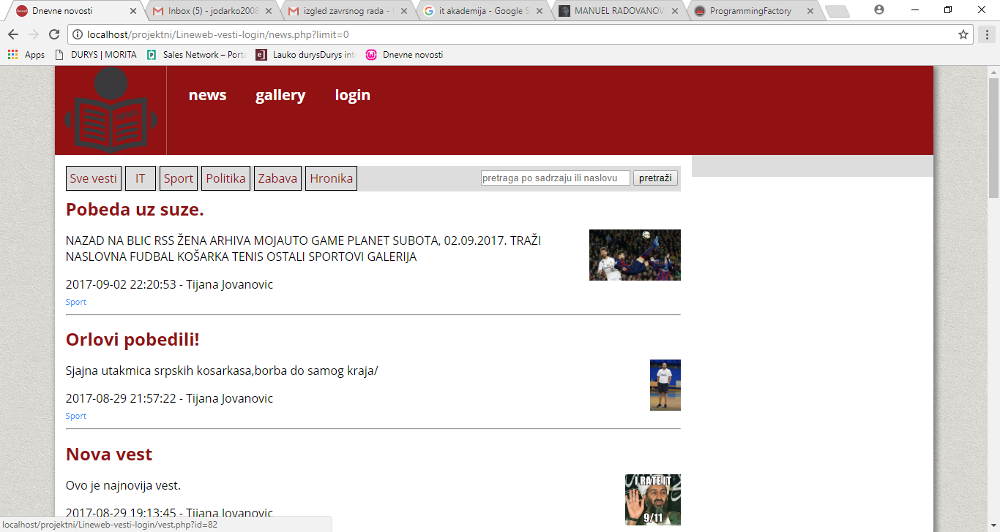 Dnevne novosti
Inbox (5) - jodarko2008
izgled zavrsnog rada -
it akademija - Google S
MANUEL RADOVANOV
ProgrammingFactory
localhost/projektni/Lineweb-vesti-login/news.php?limit=0
Apps
DURYS | MORITA
Sales Network – Porta
Lauko durysDurys int
Dnevne novosti
NEWS
news
gallery
login
Sve vesti
IT
Sport
Politika
Zabava
Hronika
pretraga po sadrzaju ili naslovu
pretraži
Pobeda uz suze.
NAZAD NA BLIC RSS ŽENA ARHIVA MOJAUTO GAME PLANET SUBOTA, 02.09.2017. TRAŽI
NASLOVNA FUDBAL KOŠARKA TENIS OSTALI SPORTOVI GALERIJA
2017-09-02 22:20:53 - Tijana Jovanovic
Sport
Orlovi pobedili!
Sjajna utakmica srpskih kosarkasa,borba do samog kraja/
2017-08-29 21:57:22 - Tijana Jovanovic
Sport
Nova vest
Ovo je najnovija vest.
I RATE IT
9/11
2017-08-29 19:13:45 - Tijana Jovanovic
localhost/projektni/Lineweb-vesti-login/vest.php?id=82